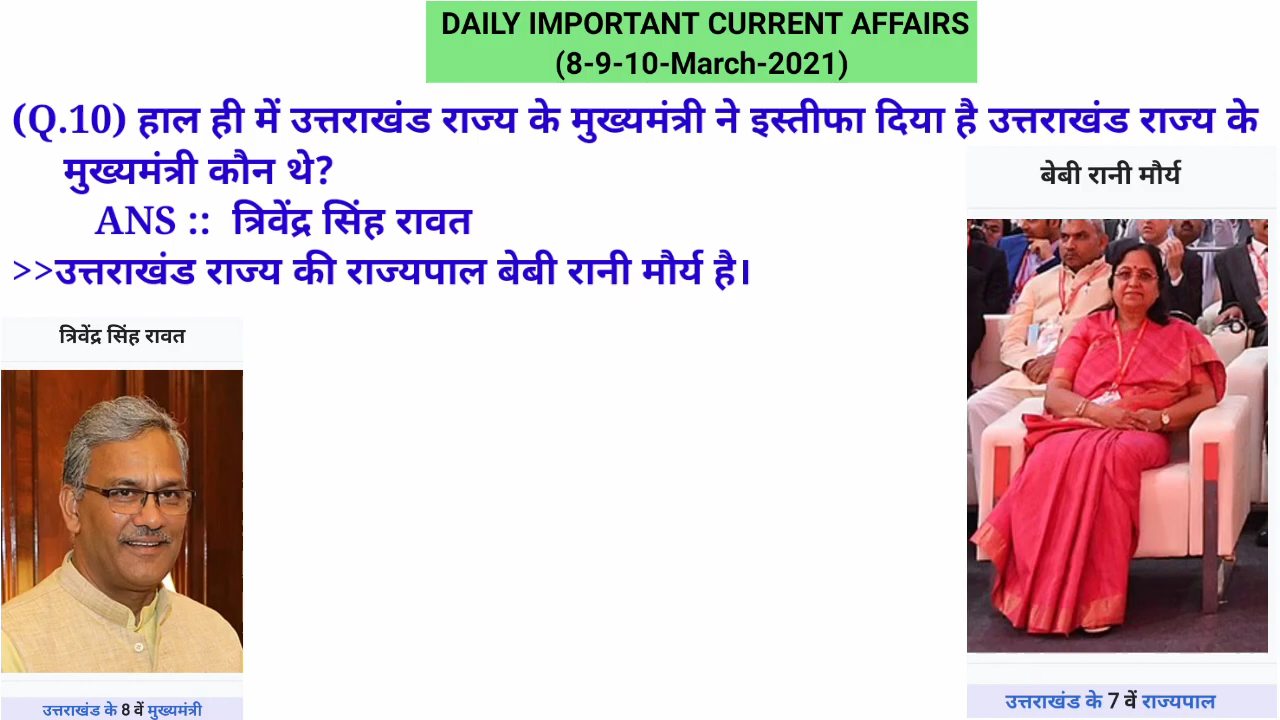 DAILY IMPORTANT CURRENT AFFAIRS
(8-9-10-March-2021)
(Q.10) हाल ही में उत्तराखंड राज्य के मुख्यमंत्री ने इस्तीफा दिया है उत्तराखंड राज्य के
मुख्यमंत्री कौन थे?
ANS :: त्रिवेंद्र सिंह रावत
>>उत्तराखंड राज्य की राज्यपाल बेबी रानी मौर्य है।
बेबी रानी मौर्य
त्रिवेंद्र सिंह रावत
उत्तराखंड के 8 वें मुख्यमंत्री
उत्तराखंड के 7 वें राज्यपाल